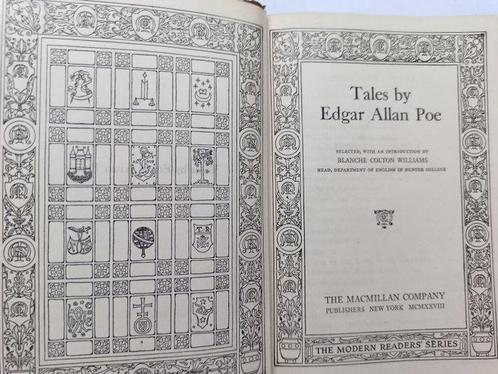 T. R.
Tales by
Edgar Allan Poe
SELECTED, WITH AN INTRODUCTION BY
BLANCHE COLTON WILLIAMS
HEAD, DEPARTMENT OF ENGLISH IN HUNTER COLLEGE
THE MACMILLAN COMPANY
PUBLISHERS NEW YORK MCMXXVIII
THE MODERN READERS' SERIES